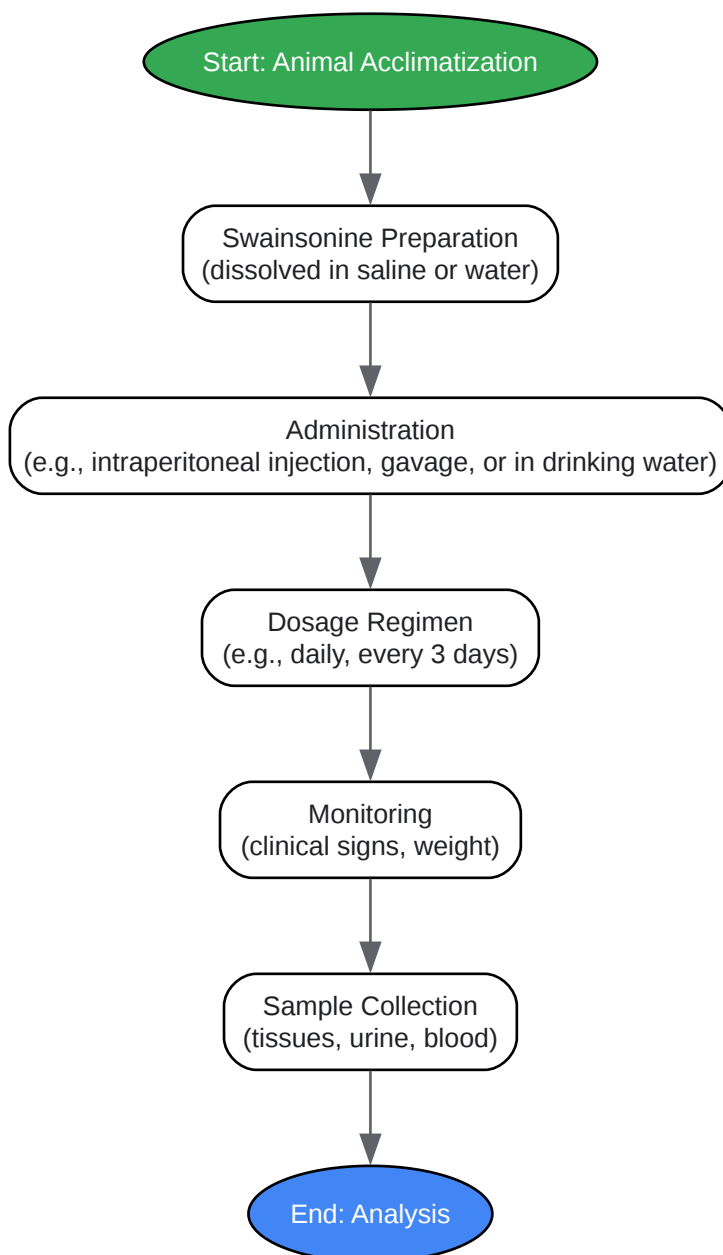 Start: Animal Acclimatization
Swainsonine Preparation
(dissolved in saline or water)
Administration
(e.g., intraperitoneal injection, gavage, or in drinking water)
Dosage Regimen
(e.g., daily, every 3 days)
Monitoring
(clinical signs, weight)
Sample Collection
(tissues, urine, blood)
End: Analysis